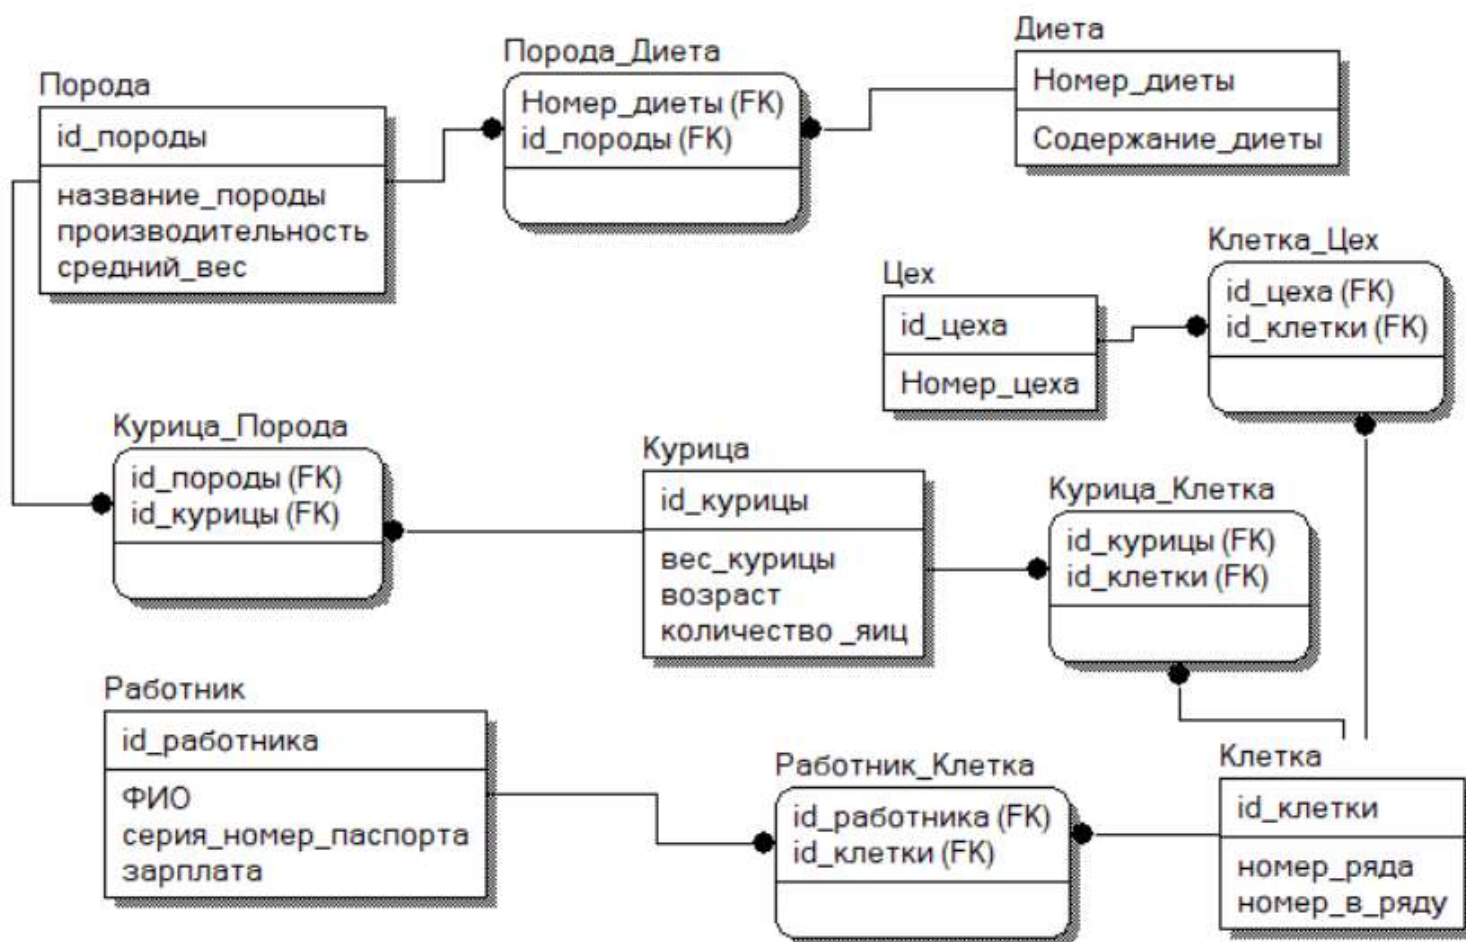 Порода
id_породы
название_породы
производительность
средний_вес
Порода_Диета
Номер_диеты (FK)
id_породы (FK)
Диета
Номер_диеты
Содержание_диеты
Цех
id_цеха
Номер_цеха
Клетка_Цех
id_цеха (FK)
id_клетки (FK)
Курица_Порода
id_породы (FK)
id_курицы (FK)
Курица
id_курицы
вес_курицы
возраст
количество _яиц
Курица_Клетка
id_курицы (FK)
id_клетки (FK)
Работник
id_работника
ФИО
серия_номер_паспорта
зарплата
Работник_Клетка
id_работника (FK)
id_клетки (FK)
Клетка
id_клетки
номер_ряда
номер_в_ряду